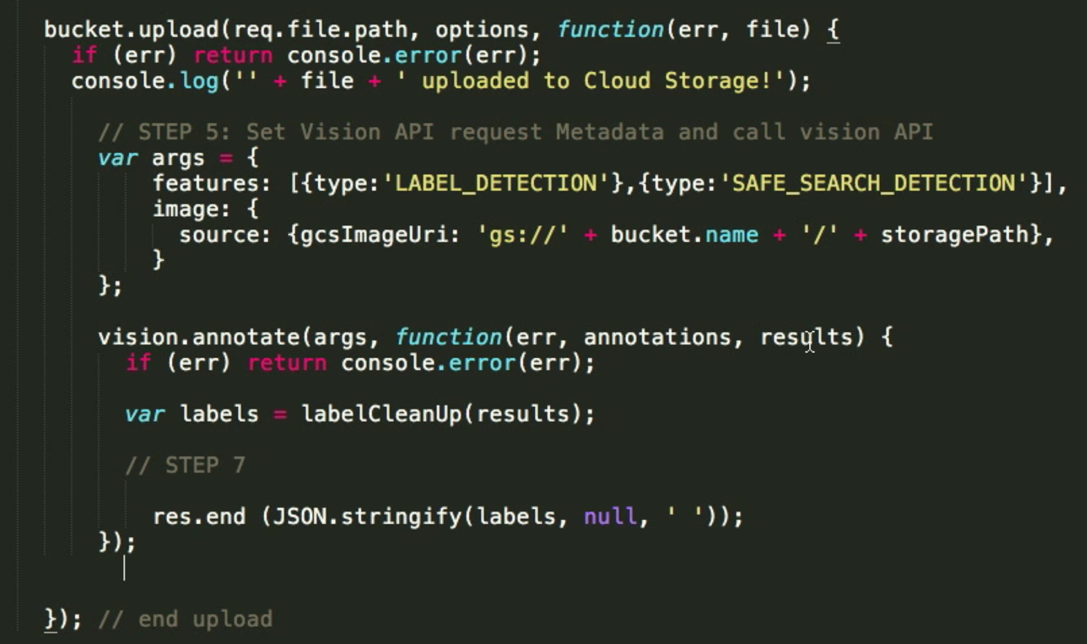 bucket.upload(req.file.path, options, function(err, file) {
if (err) return console.error(err);
console.log('' + file + ' uploaded to Cloud Storage!');
// STEP 5: Set Vision API request Metadata and call vision API
var args = {
features: [{type:'LABEL_DETECTION'},{type:'SAFE_SEARCH_DETECTION'}],
image: {
source: {gcsImageUri: 'gs://' + bucket.name + '/' + storagePath},
}
};
vision.annotate(args, function(err, annotations, results) {
if (err) return console.error(err);
var labels = labelCleanUp(results);
// STEP 7
res.end (JSON.stringify(labels, null, ' '));
});
}); // end upload